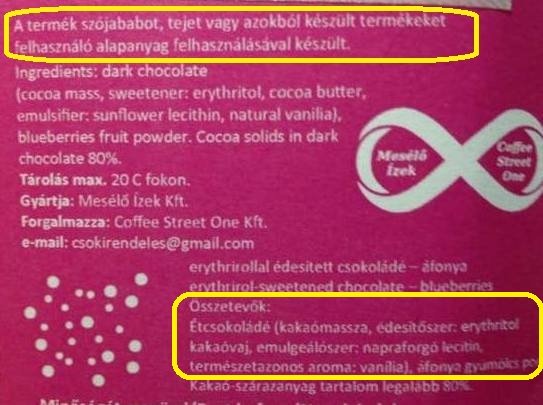 A termék szójababot, tejet vagy azokból készült termékeket
felhasználó alapanyag felhasználásával készült.
Ingredients: dark chocolate
(cocoa mass, sweetener: erythritol, cocoa butter,
emulsifier: sunflower lecithin, natural vanilia),
blueberries fruit powder. Cocoa solids in dark
chocolate 80%.
Tárolás max. 20 C fokon.
Gyártja: Mesélő Ízek Kft.
Forgalmazza: Coffee Street One Kft.
e-mail: csokirendeles@gmail.com
Mesélő
Ízek
Coffee
Street
One
erythrirollal édesített csokoládé – áfonya
erythrirol-sweetened chocolate – blueberries
Összetevők:
Étcsokoládé (kakaómassza, édesítőszer: erythritol
kakaóvaj, emulgeálószer: napraforgó lecitin,
természetazonos aroma: vanília), áfonya gyümölcs po
Kakaó-szárazanyag tartalom legalább 80%.